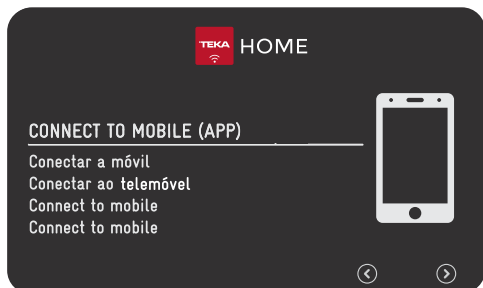 TEKA HOME
CONNECT TO MOBILE (APP)
Conectar a móvil
Conectar ao telemóvel
Connect to mobile
Connect to mobile